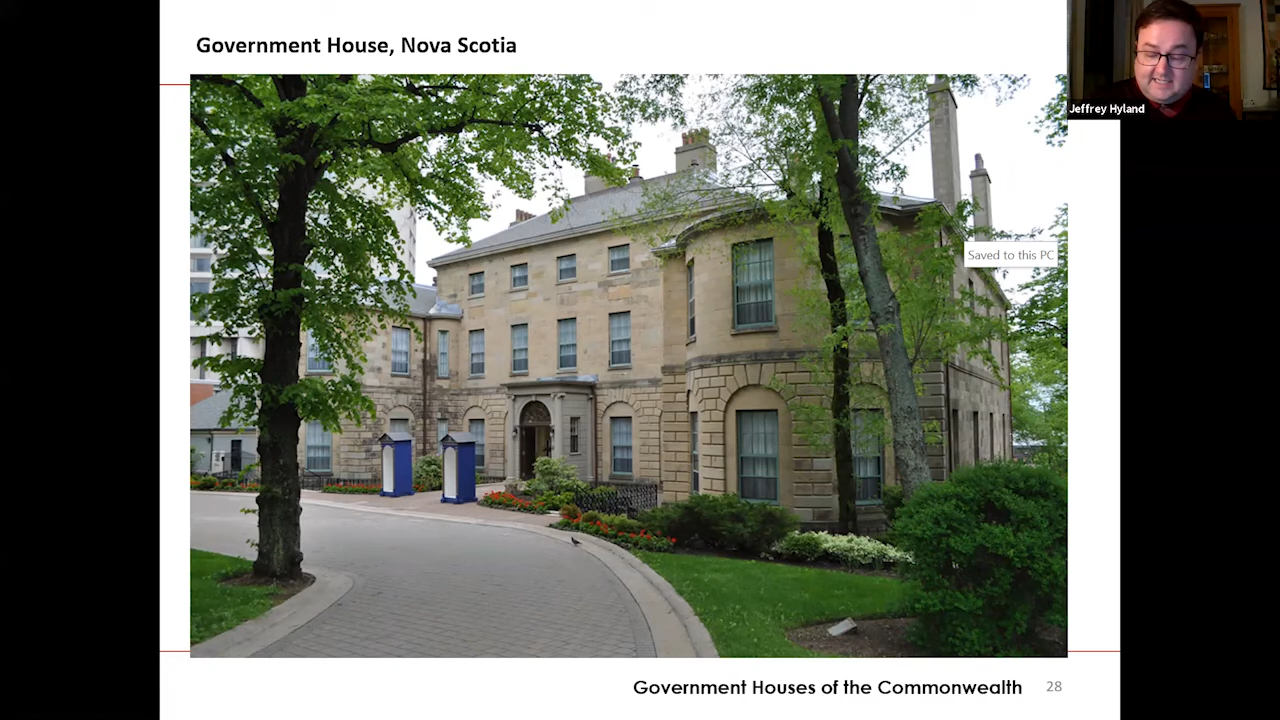 Government House, Nova Scotia
Jeffrey Hyland
Saved to this PC
Government Houses of the Commonwealth
28